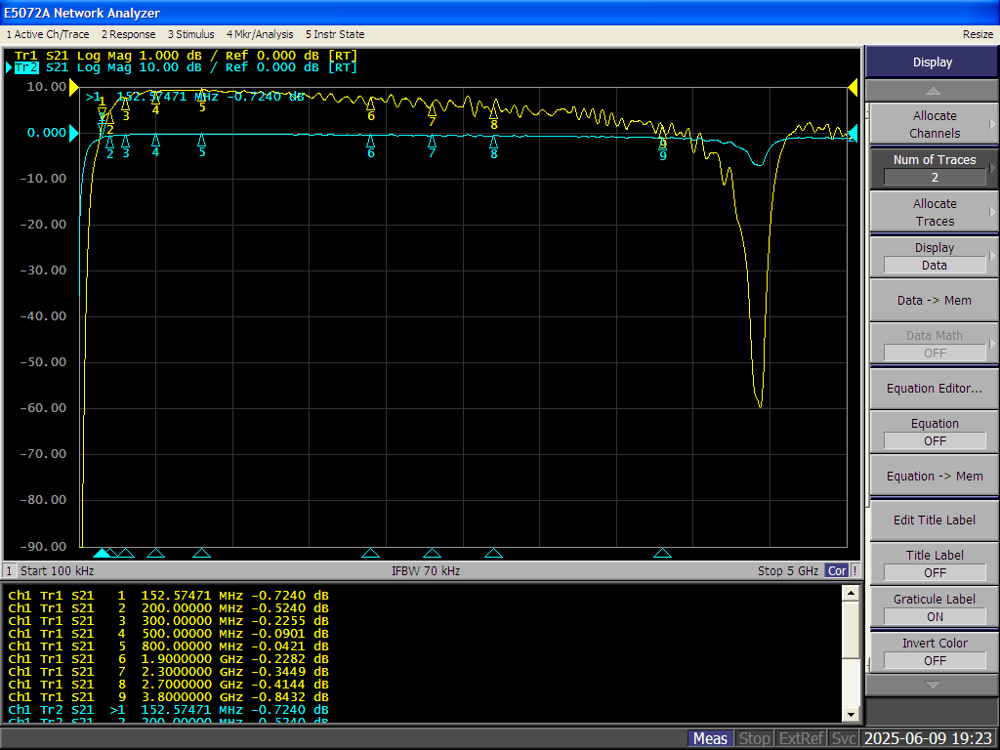 E5072A Network Analyzer
1 Active Ch/Trace 2 Response 3 Stimulus 4 Mkr/Analysis 5 Instr State
Resize
Tr1 S21 Log Mag 1.000 dB / Ref 0.000 dB [RT]
Tr2 S21 Log Mag 10.00 dB / Ref 0.000 dB [RT]
10.00
0.000
-10.00
-20.00
-30.00
-40.00
-50.00
-60.00
-70.00
-80.00
-90.00
>1 152.57471 MHz -0.7240 dB
1 2 3 4 5 6 7 8 9
2 3 4 5 6 7 8 9
1 Start 100 kHz IFBW 70 kHz Stop 5 GHz Cor !
Ch1 Tr1 S21 1 152.57471 MHz -0.7240 dB
Ch1 Tr1 S21 2 200.00000 MHz -0.5240 dB
Ch1 Tr1 S21 3 300.00000 MHz -0.2255 dB
Ch1 Tr1 S21 4 500.00000 MHz -0.0901 dB
Ch1 Tr1 S21 5 800.00000 MHz -0.0421 dB
Ch1 Tr1 S21 6 1.9000000 GHz -0.2282 dB
Ch1 Tr1 S21 7 2.3000000 GHz -0.3449 dB
Ch1 Tr1 S21 8 2.7000000 GHz -0.4144 dB
Ch1 Tr1 S21 9 3.8000000 GHz -0.8432 dB
Ch1 Tr2 S21 >1 152.57471 MHz -0.7240 dB
Ch1 Tr2 S21 2 200.00000 MHz -0.5240 dB
Display
Allocate
Channels
Num of Traces
2
Allocate
Traces
Display
Data
Data -> Mem
Data Math
OFF
Equation Editor...
Equation
OFF
Equation -> Mem
Edit Title Label
Title Label
OFF
Graticule Label
ON
Invert Color
OFF
Meas Stop ExtRef Svc 2025-06-09 19:23